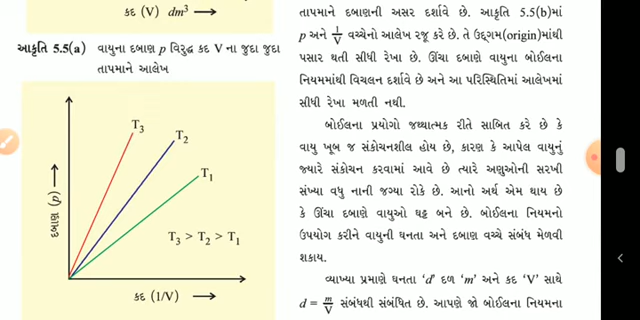 કદ (V) dm³
આકૃતિ 5.5(a) વાયુના દબાણ p વિરુદ્ધ કદ V ના જુદા જુદા
તાપમાને આલેખ
T₃
T₂
T₁
દબાણ (p)
T₃ > T₂ > T₁
કદ (1/V)
તાપમાને દબાણની અસર દર્શાવે છે. આકૃતિ 5.5(b)માં
p અને 1/V વચ્ચેનો આલેખ રજૂ કરે છે. તે ઉદ્દગમ(origin)માંથી
પસાર થતી સીધી રેખા છે. ઊંચા દબાણે વાયુના બોઈલના
નિયમમાંથી વિચલન દર્શાવે છે અને આ પરિસ્થિતિમાં આલેખમાં
સીધી રેખા મળતી નથી.
બોઈલના પ્રયોગો જથ્થાત્મક રીતે સાબિત કરે છે કે
વાયુ ખૂબ જ સંકોચનશીલ હોય છે, કારણ કે આપેલ વાયુનું
જ્યારે સંકોચન કરવામાં આવે છે ત્યારે અણુઓની સરખી
સંખ્યા વધુ નાની જગ્યા રોકે છે. આનો અર્થ એમ થાય છે
કે ઊંચા દબાણે વાયુઓ ઘટ્ટ બને છે. બોઈલના નિયમનો
ઉપયોગ કરીને વાયુની ઘનતા અને દબાણ વચ્ચે સંબંધ મેળવી
શકાય.
વ્યાખ્યા પ્રમાણે ઘનતા ‘d’ દળ ‘m’ અને કદ ‘V’ સાથે
d = m/V સંબંધથી સંબંધિત છે. આપણે જો બોઈલના નિયમના